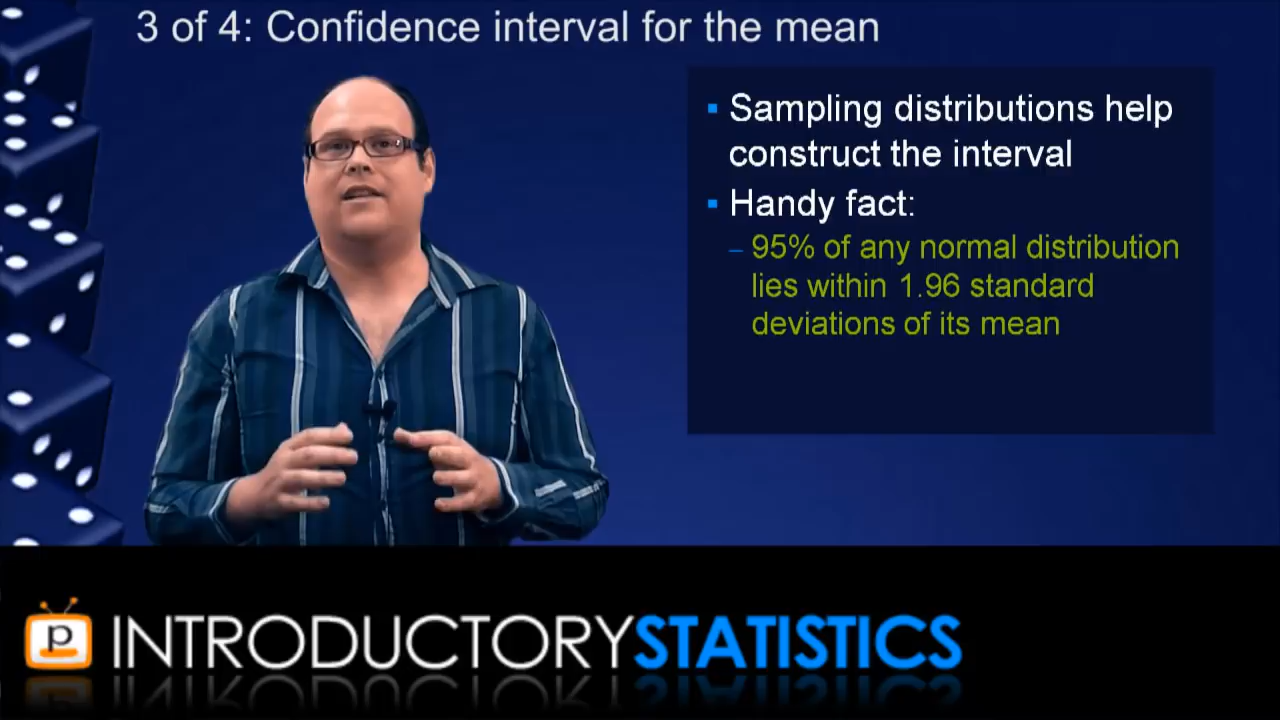 3 of 4: Confidence interval for the mean
▪ Sampling distributions help
construct the interval
▪ Handy fact:
– 95% of any normal distribution
lies within 1.96 standard
deviations of its mean
p INTRODUCTORYSTATISTICS